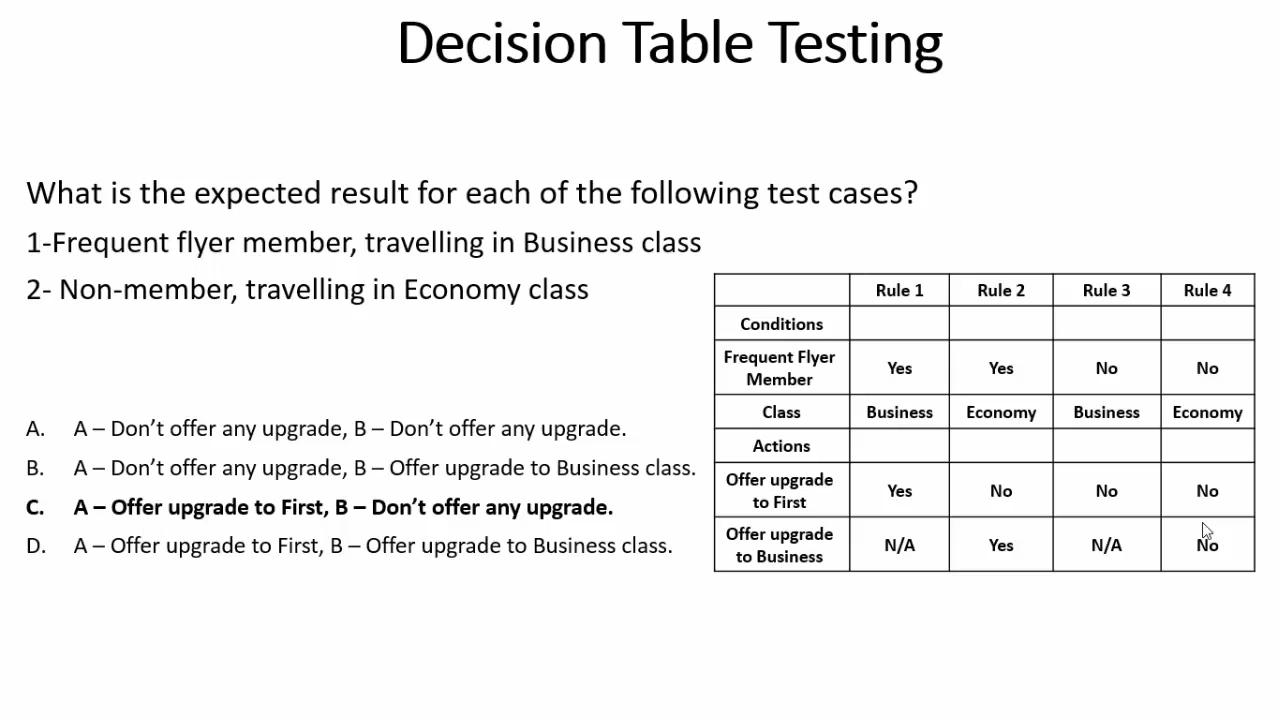 Decision Table Testing
What is the expected result for each of the following test cases?
1-Frequent flyer member, travelling in Business class
2- Non-member, travelling in Economy class
A. A – Don’t offer any upgrade, B – Don’t offer any upgrade.
B. A – Don’t offer any upgrade, B – Offer upgrade to Business class.
C. A – Offer upgrade to First, B – Don’t offer any upgrade.
D. A – Offer upgrade to First, B – Offer upgrade to Business class.
Rule 1 Rule 2 Rule 3 Rule 4
Conditions
Frequent Flyer
Member Yes Yes No No
Class Business Economy Business Economy
Actions
Offer upgrade
to First Yes No No No
Offer upgrade
to Business N/A Yes N/A No